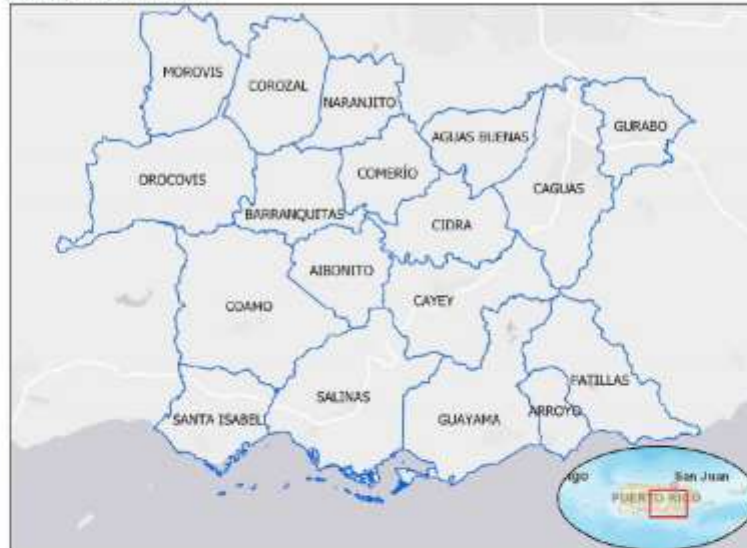 MOROVIS
COROZAL
NARANJITO
GURABO
AGUAS BUENAS
OROCOVIS
COMERÍO
CAGUAS
BARRANQUITAS
CIDRA
AIBONITO
COAMO
CAYEY
PATILLAS
SALINAS
SANTA ISABEL
GUAYAMA
ARROYO
ngo
San Juan
PUERTO RICO